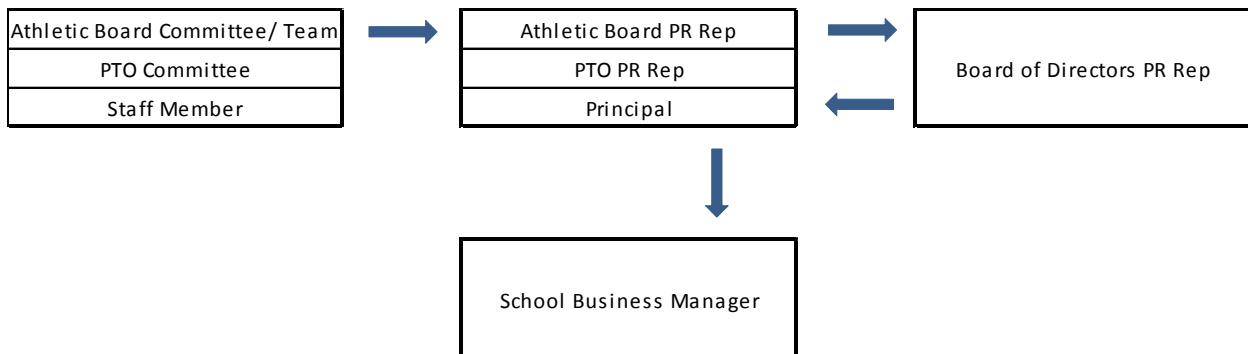 Athletic Board Committee/ Team
PTO Committee
Staff Member
Athletic Board PR Rep
PTO PR Rep
Principal
Board of Directors PR Rep
School Business Manager